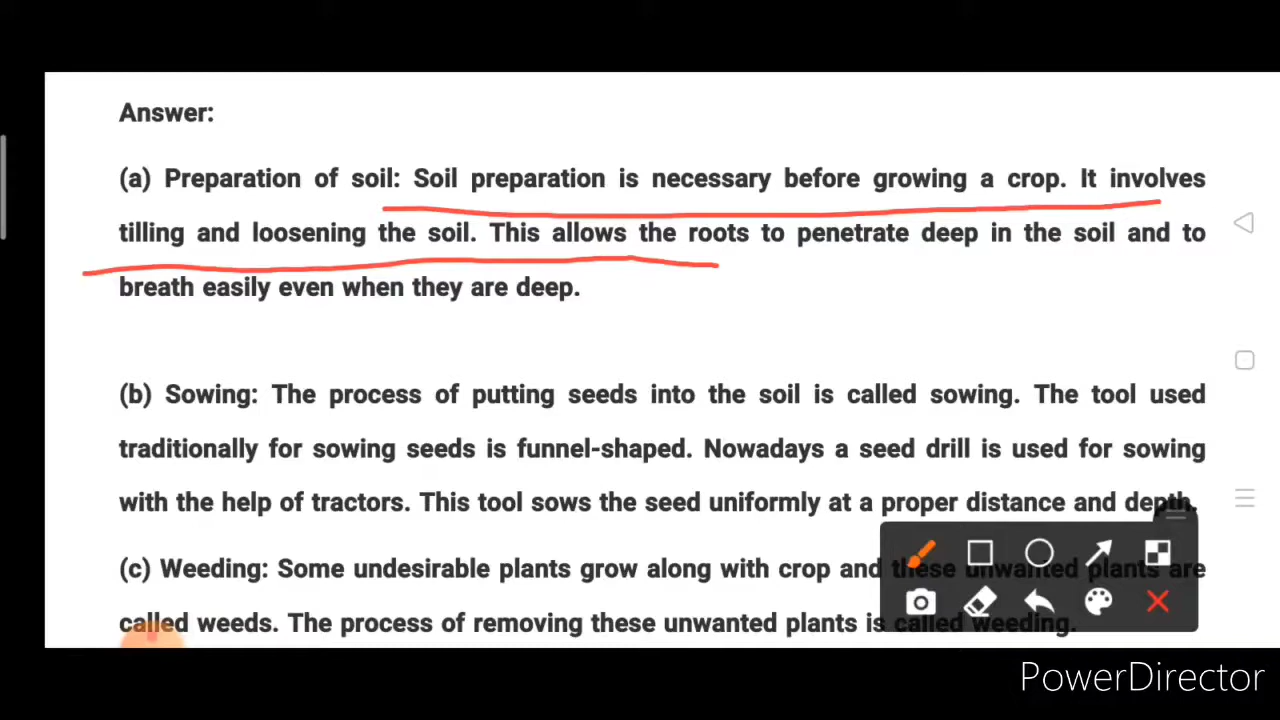 Answer:
(a) Preparation of soil: Soil preparation is necessary before growing a crop. It involves
tilling and loosening the soil. This allows the roots to penetrate deep in the soil and to
breath easily even when they are deep.
(b) Sowing: The process of putting seeds into the soil is called sowing. The tool used
traditionally for sowing seeds is funnel-shaped. Nowadays a seed drill is used for sowing
with the help of tractors. This tool sows the seed uniformly at a proper distance and depth.
(c) Weeding: Some undesirable plants grow along with crop and these unwanted plants are
called weeds. The process of removing these unwanted plants is called weeding.
PowerDirector